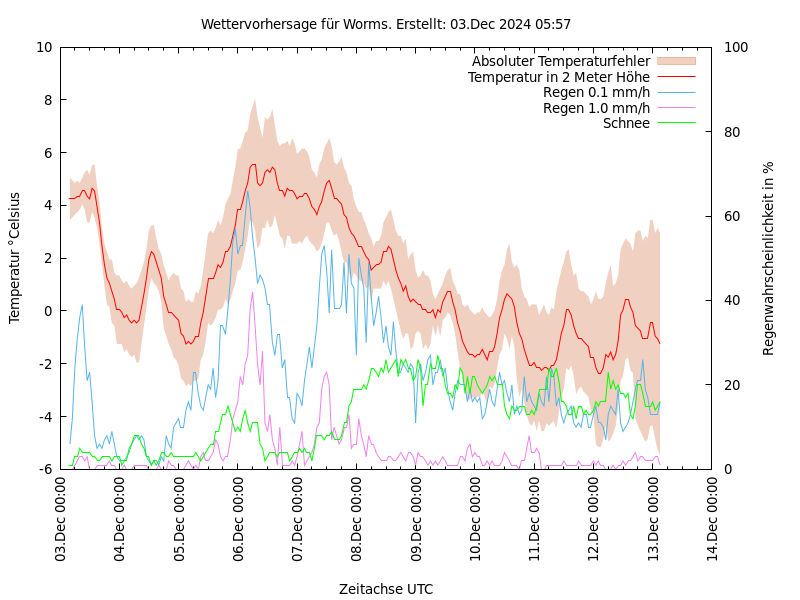 Wettervorhersage für Worms. Erstellt: 03.Dec 2024 05:57
10
8
6
4
2
0
-2
-4
-6
100
80
60
40
20
0
Temperatur °Celsius
Regenwahrscheinlichkeit in %
Absoluter Temperaturfehler
Temperatur in 2 Meter Höhe
Regen 0.1 mm/h
Regen 1.0 mm/h
Schnee
03.Dec 00:00
04.Dec 00:00
05.Dec 00:00
06.Dec 00:00
07.Dec 00:00
08.Dec 00:00
09.Dec 00:00
10.Dec 00:00
11.Dec 00:00
12.Dec 00:00
13.Dec 00:00
14.Dec 00:00
Zeitachse UTC